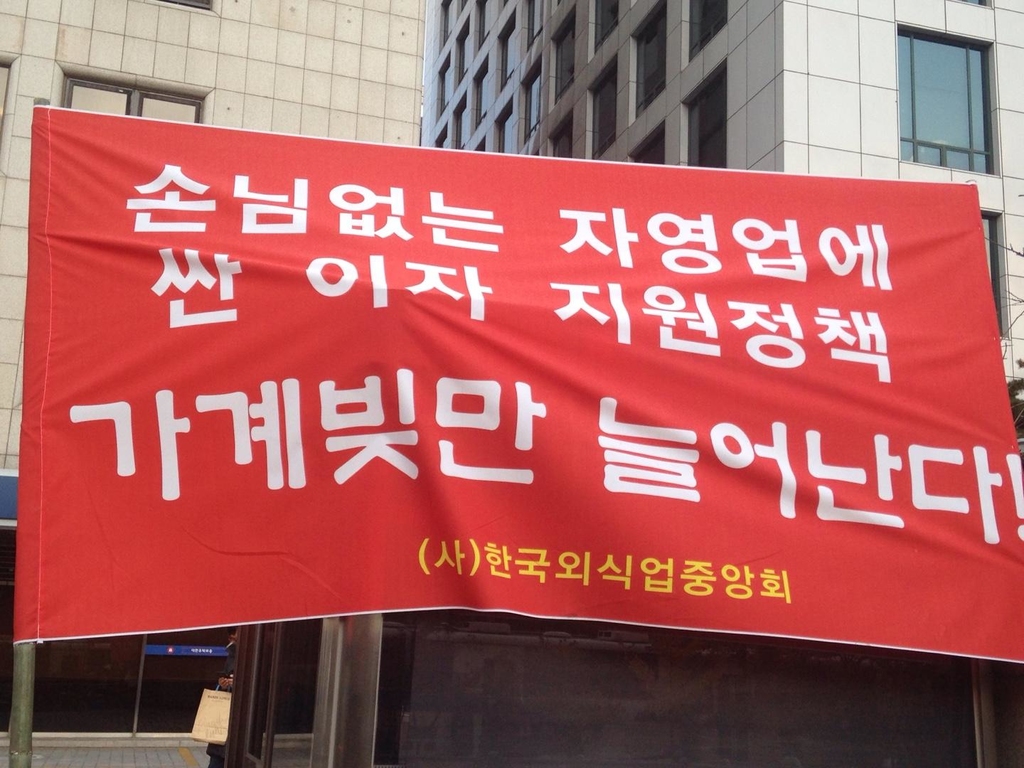 손님없는 자영업에
싼 이자 지원정책
가계빚만 늘어난다!
(사)한국외식업중앙회